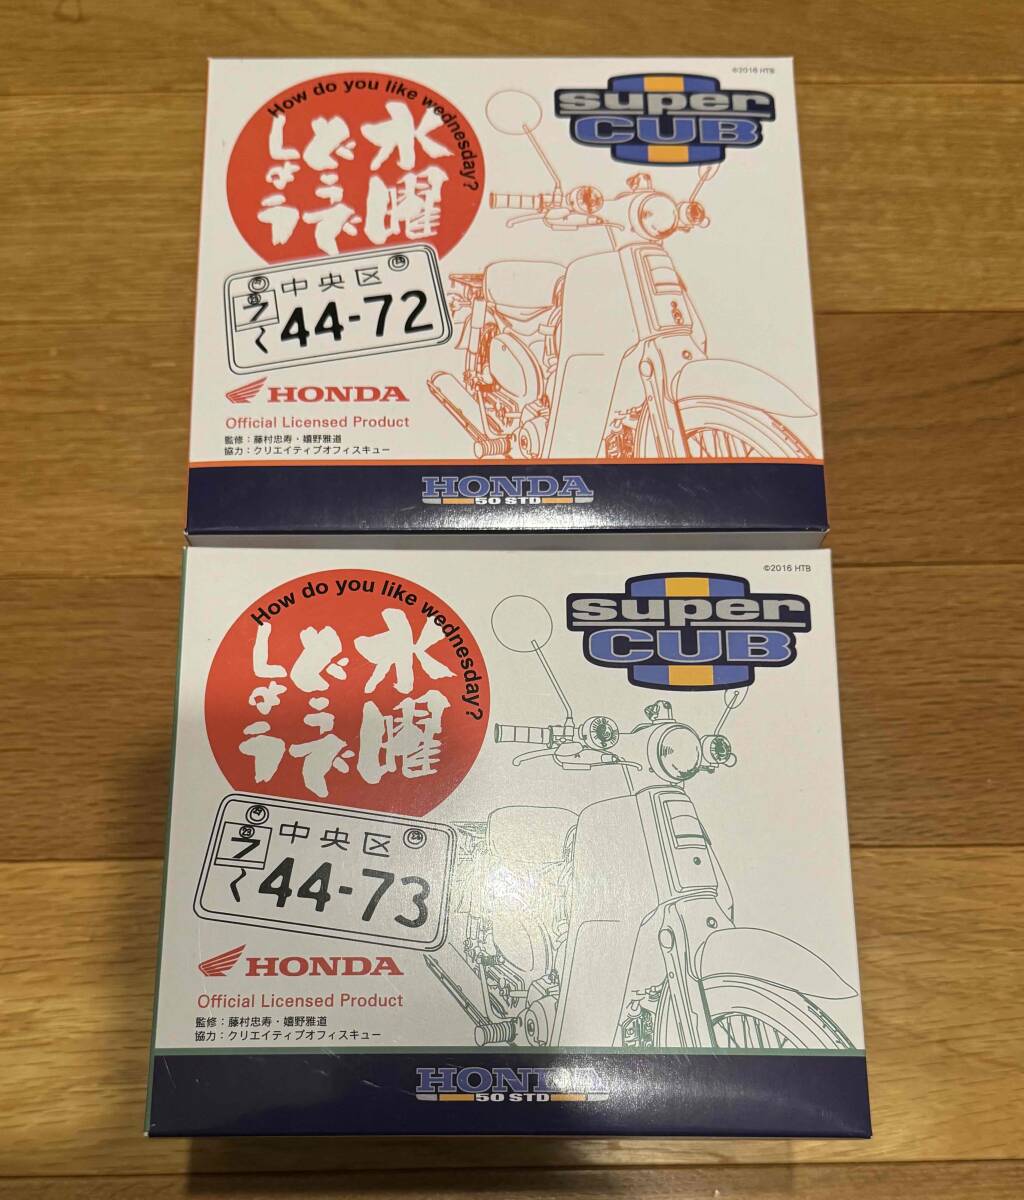 ©2016 HTB
How do you like wednesday?
水曜
どうで
しょう
super
CUB
中央区
ラ
く 44-72
HONDA
Official Licensed Product
監修：藤村忠寿・嬉野雅道
協力：クリエイティブオフィスキュー
HONDA
50 STD
©2016 HTB
How do you like wednesday?
水曜
どうで
しょう
super
CUB
23 中央区
ラ
く 44-73
HONDA
Official Licensed Product
監修：藤村忠寿・嬉野雅道
協力：クリエイティブオフィスキュー
HONDA
50 STD